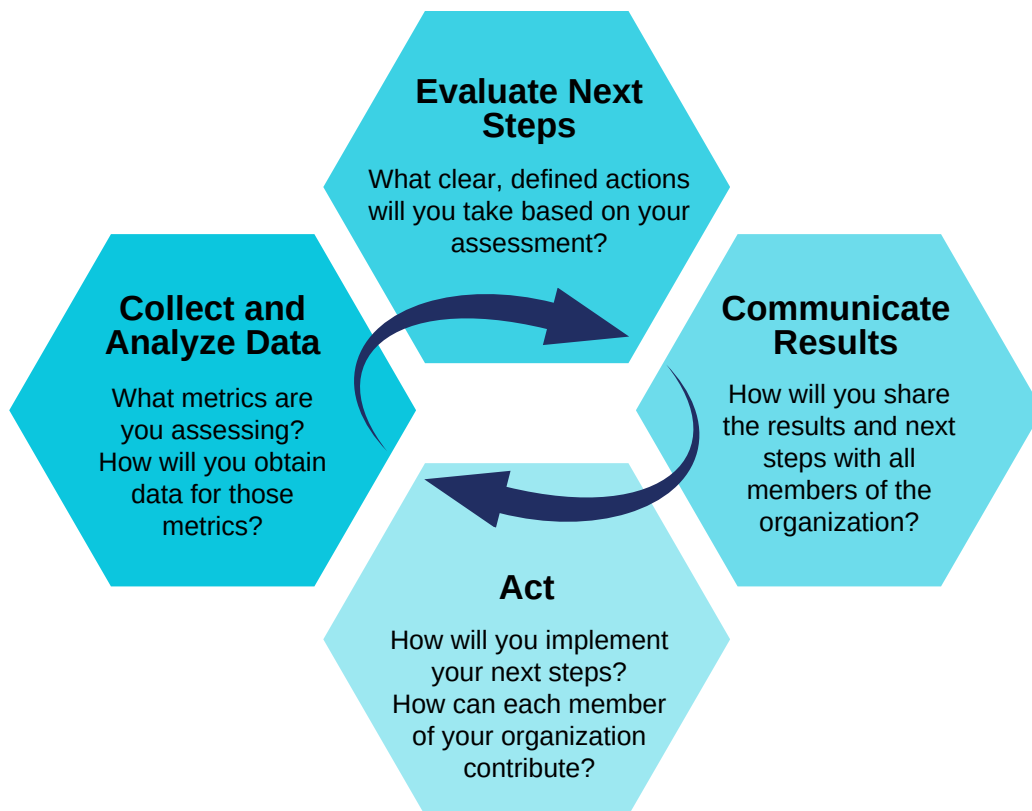 Evaluate Next
Steps
What clear, defined actions
will you take based on your
assessment?
Collect and
Analyze Data
What metrics are
you assessing?
How will you obtain
data for those
metrics?
Communicate
Results
How will you share
the results and next
steps with all
members of the
organization?
Act
How will you implement
your next steps?
How can each member
of your organization
contribute?